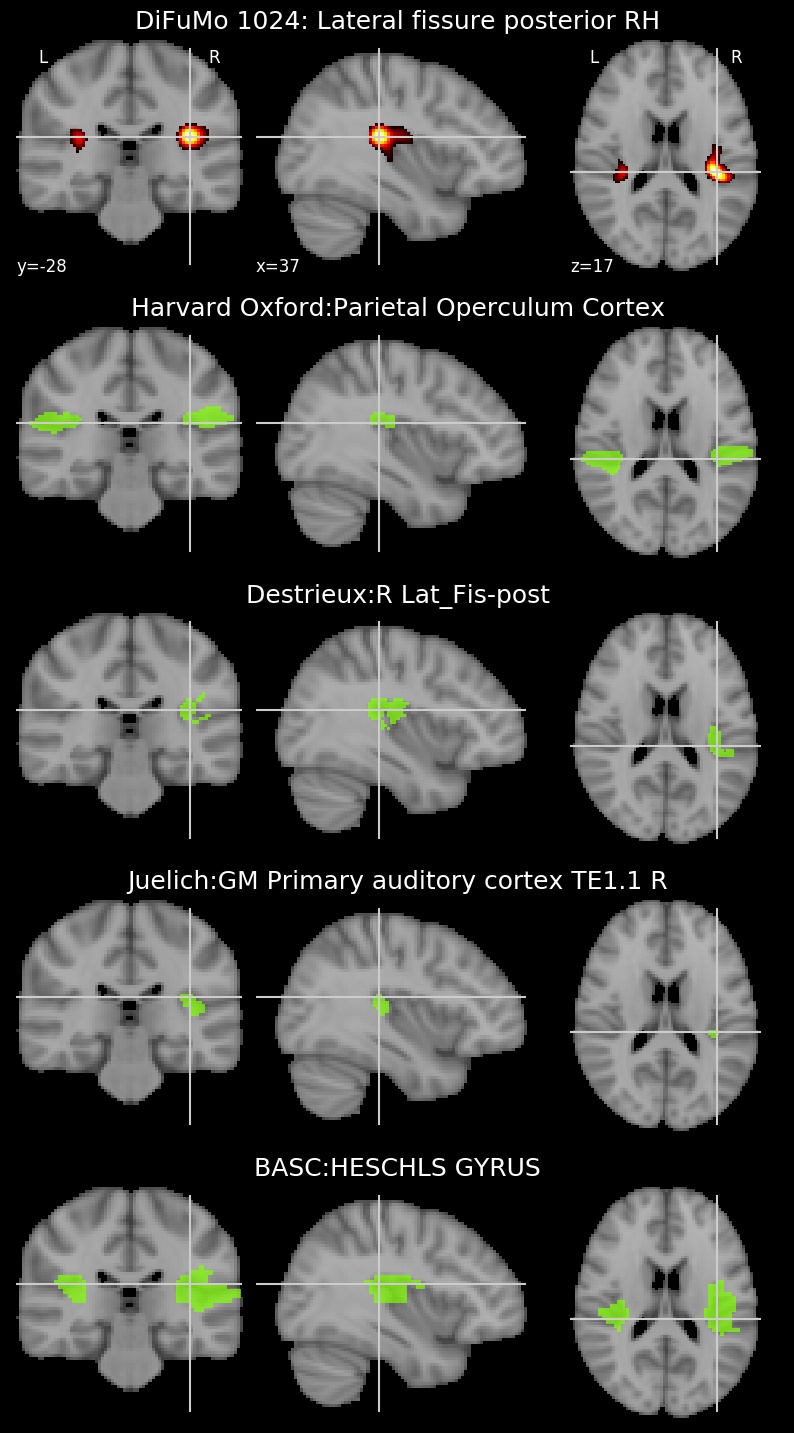 DiFuMo 1024: Lateral fissure posterior RH
L R L R
y=-28 x=37 z=17
Harvard Oxford:Parietal Operculum Cortex
Destrieux:R Lat_Fis-post
Juelich:GM Primary auditory cortex TE1.1 R
BASC:HESCHLS GYRUS